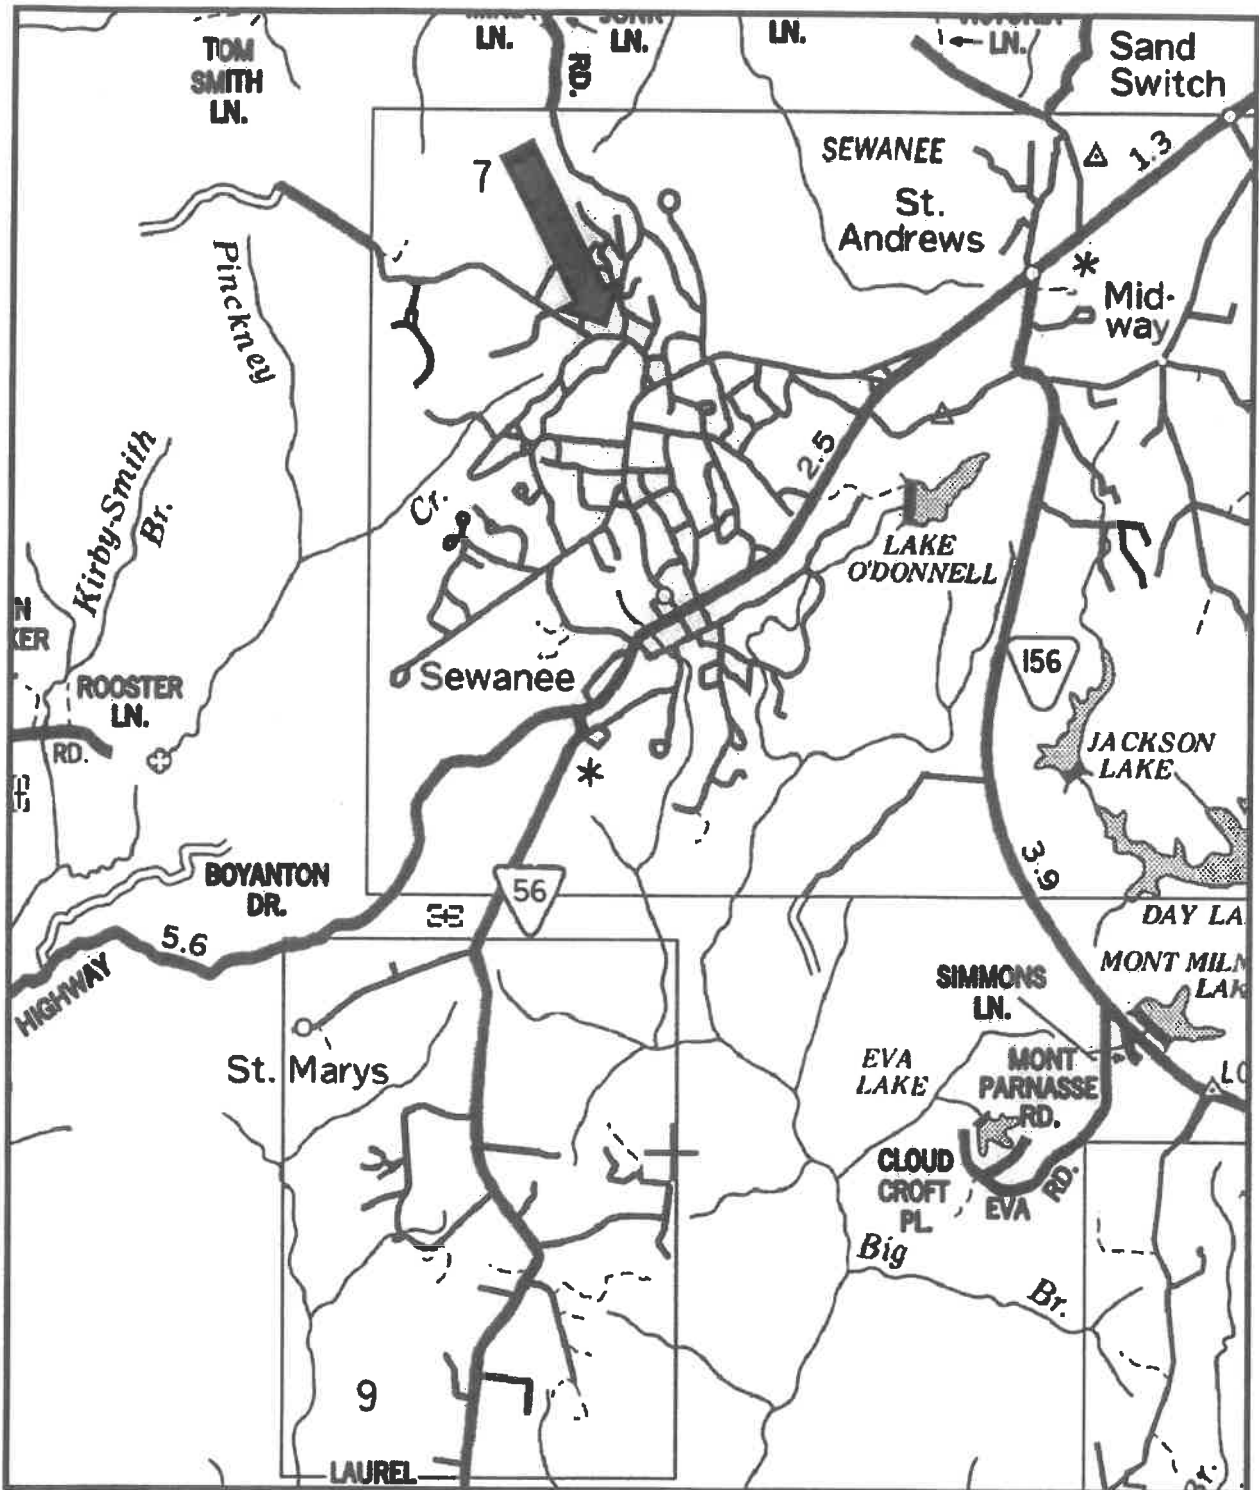 LN.
LN.
LN.
LN.
RD.
TOM
SMITH
LN.
Sand
Switch
SEWANEE
1.3
7
St.
Andrews
Mid-
way
Pinckney
Cr.
Kirby-Smith
Br.
2.5
LAKE
O'DONNELL
156
Sewanee
ROOSTER
LN.
RD.
JACKSON
LAKE
3.9
BOYANTON
DR.
56
5.6
HIGHWAY
DAY LA
MONT MILN
LAK
SIMMONS
LN.
St. Marys
EVA
LAKE
MONT
PARNASSE
RD.
CLOUD
CROFT
PL.
EVA
RD.
Big
Br.
9
LAUREL
Br.